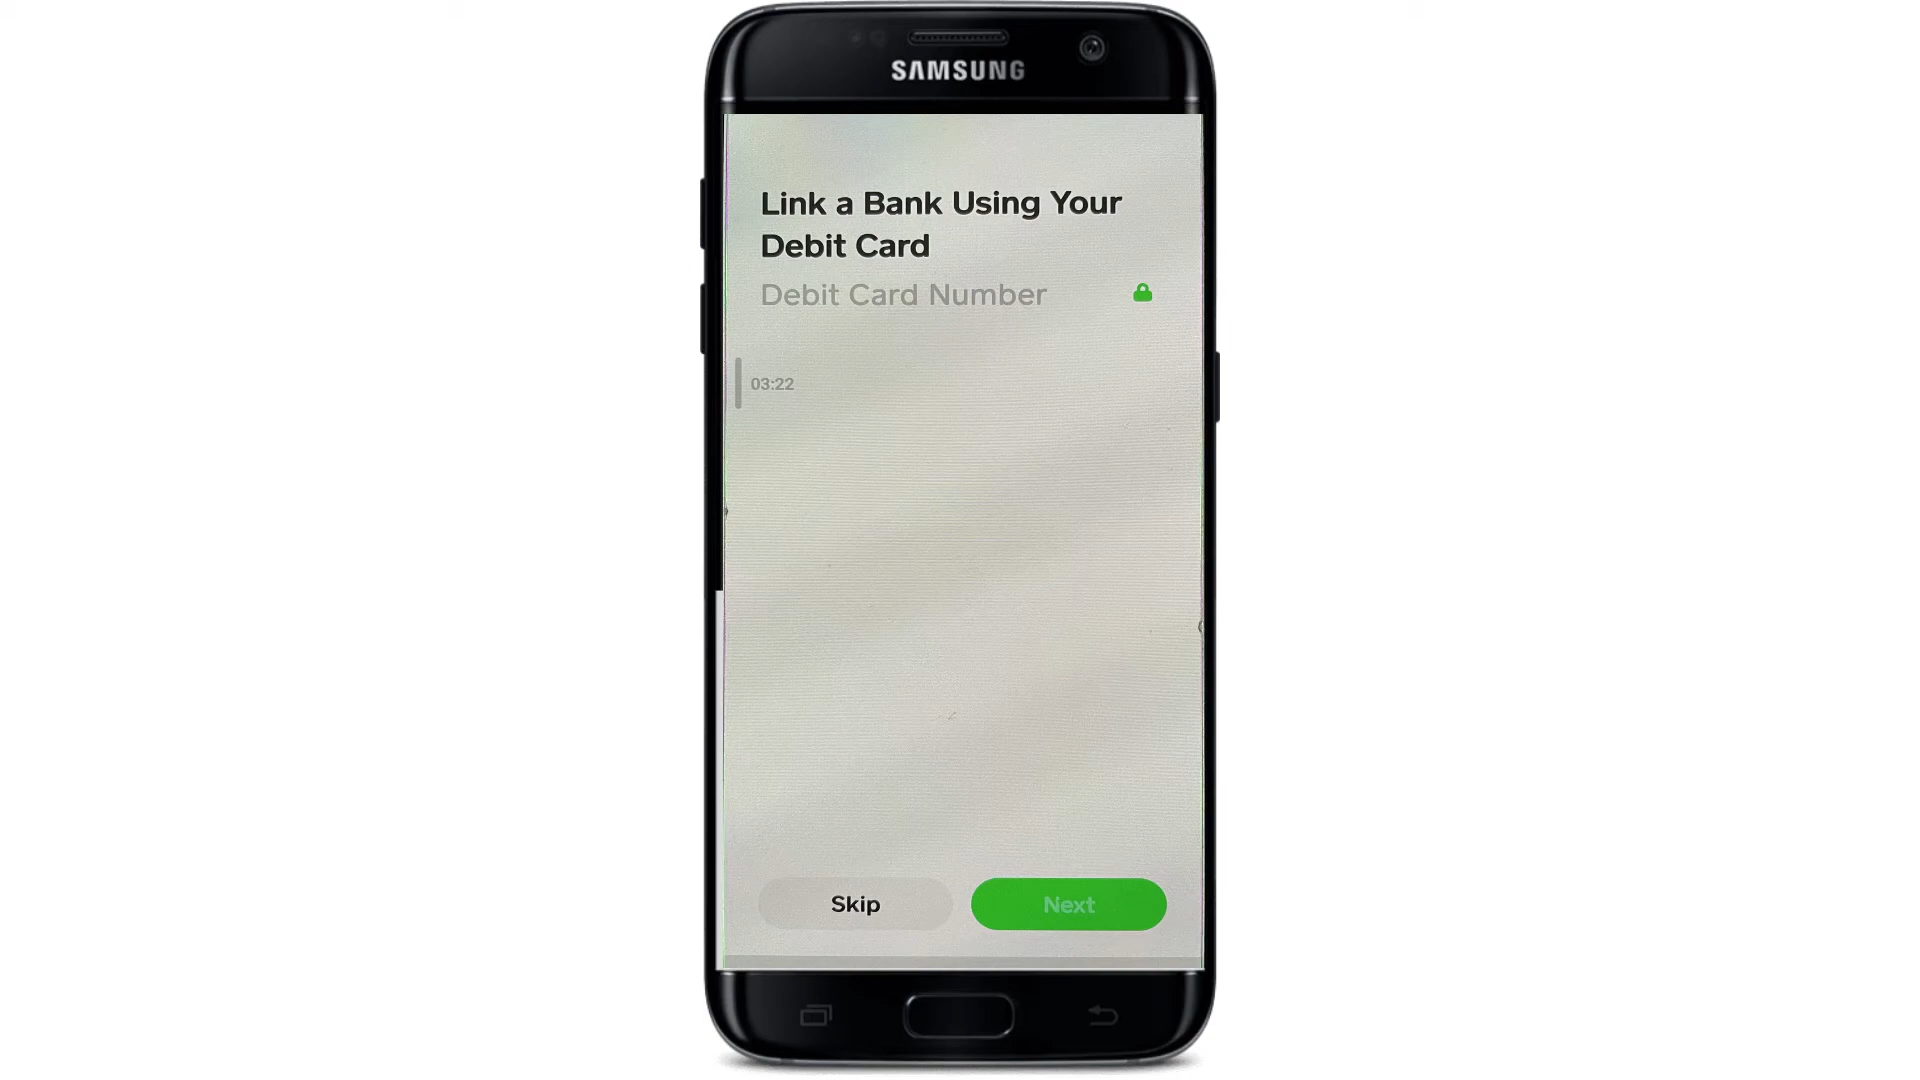 SAMSUNG
Link a Bank Using Your
Debit Card
Debit Card Number
03:22
Skip
Next